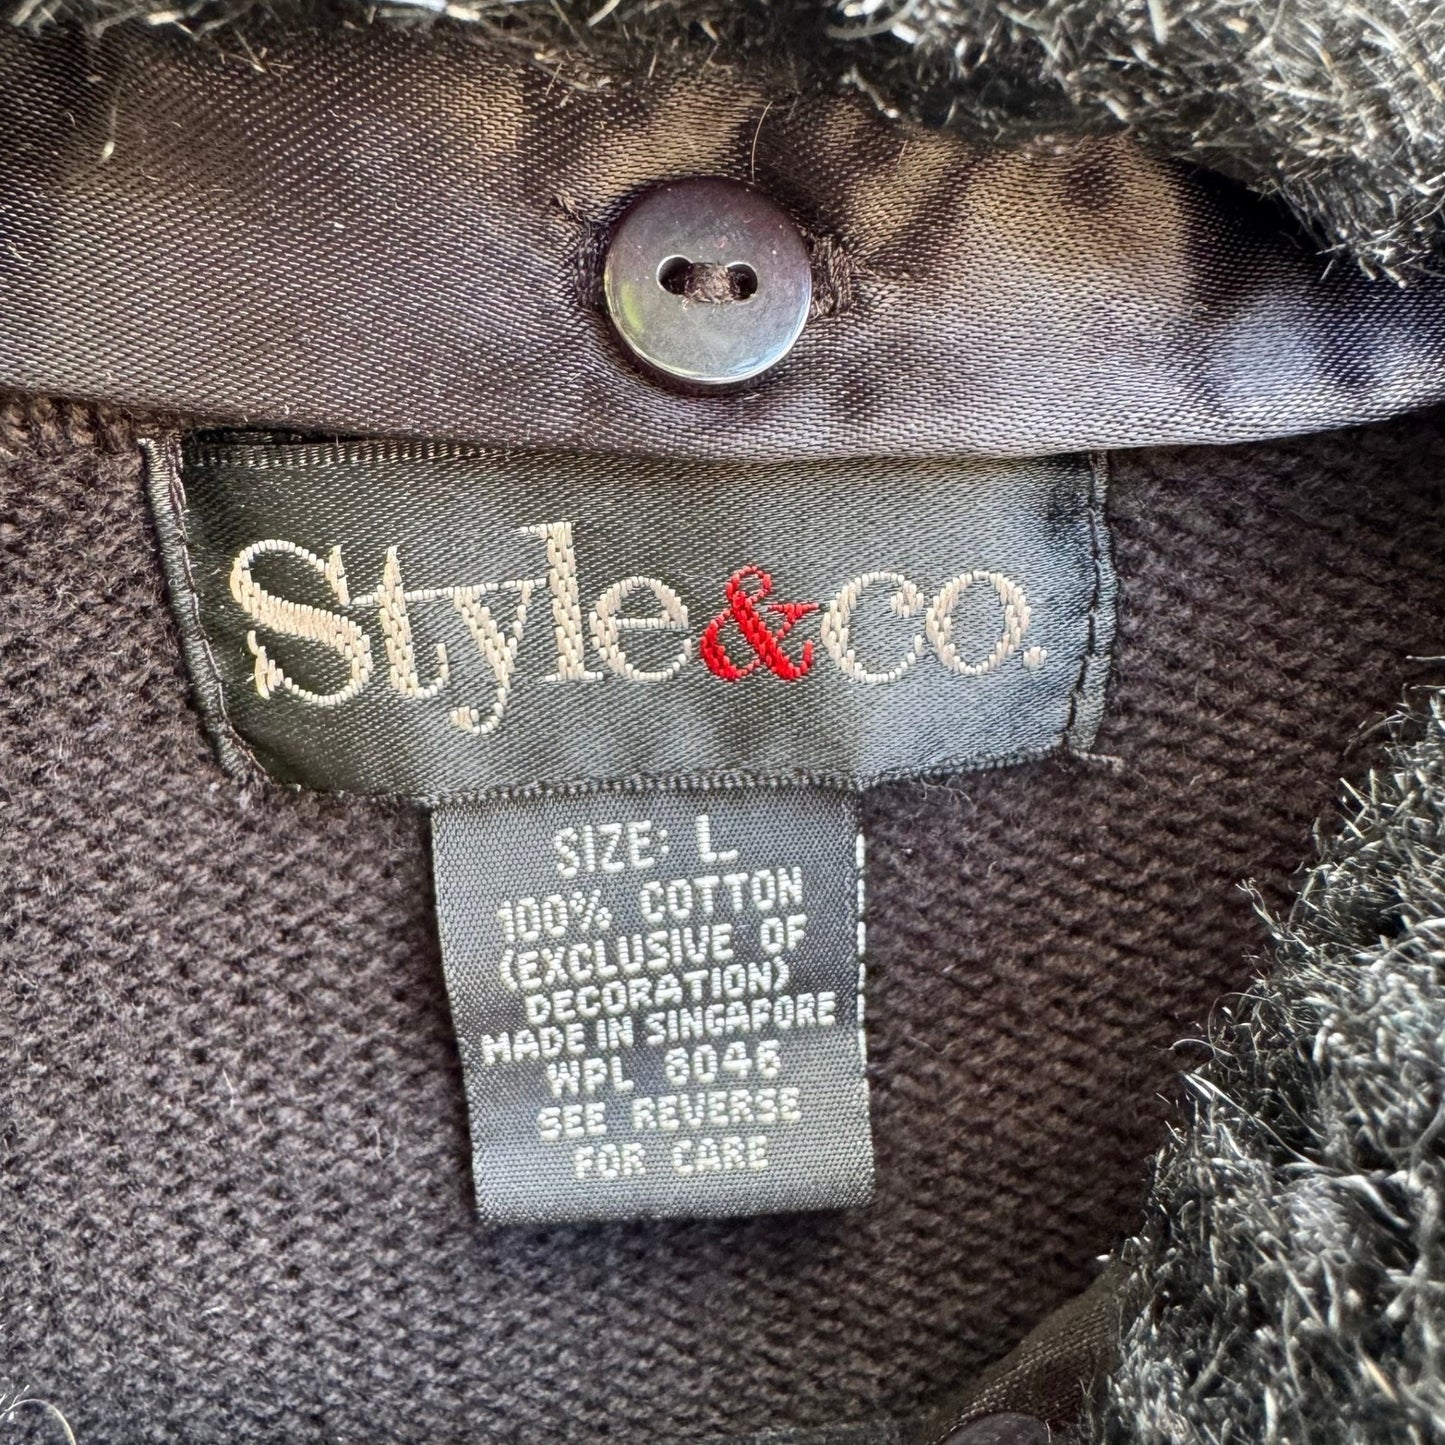 Style&co.
SIZE: L
100% COTTON
(EXCLUSIVE OF
DECORATION)
MADE IN SINGAPORE
WPL 8046
SEE REVERSE
FOR CARE